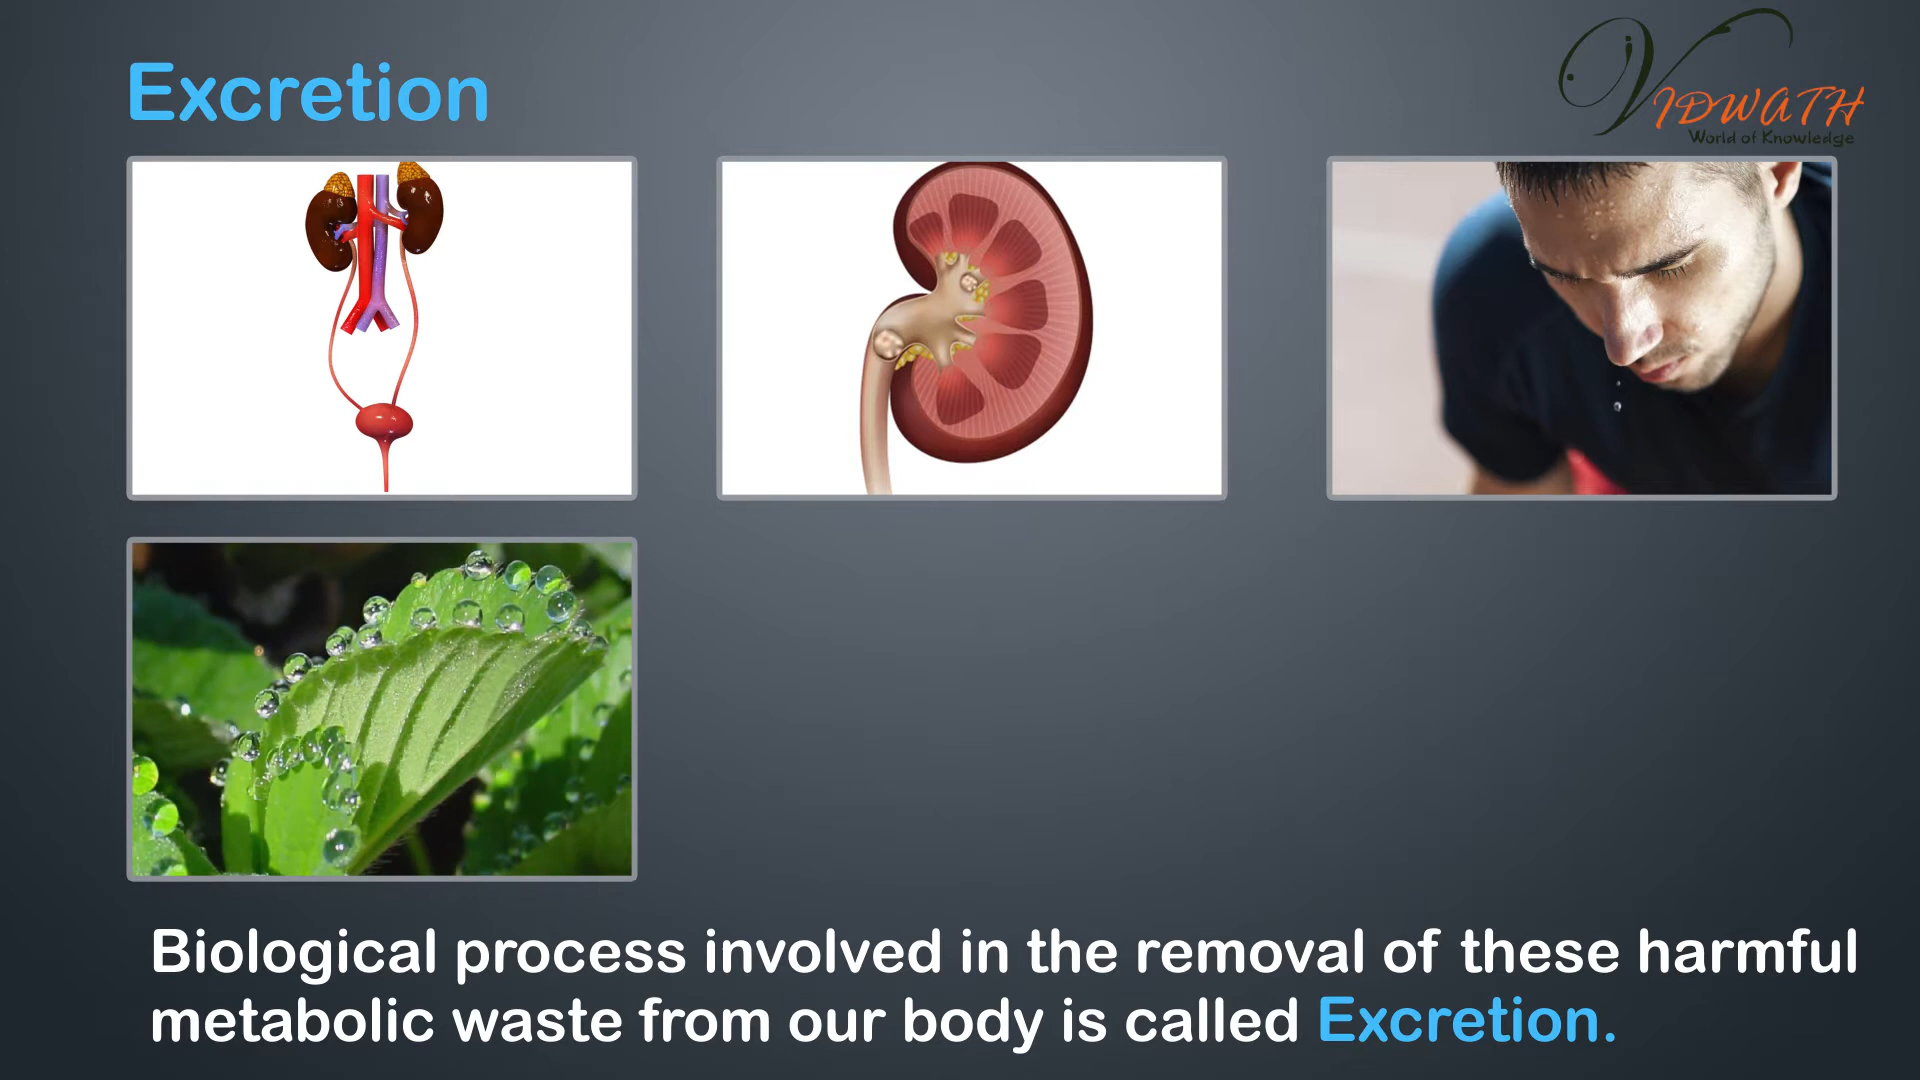 Excretion
VIDWATH
World of Knowledge
Biological process involved in the removal of these harmful
metabolic waste from our body is called Excretion.